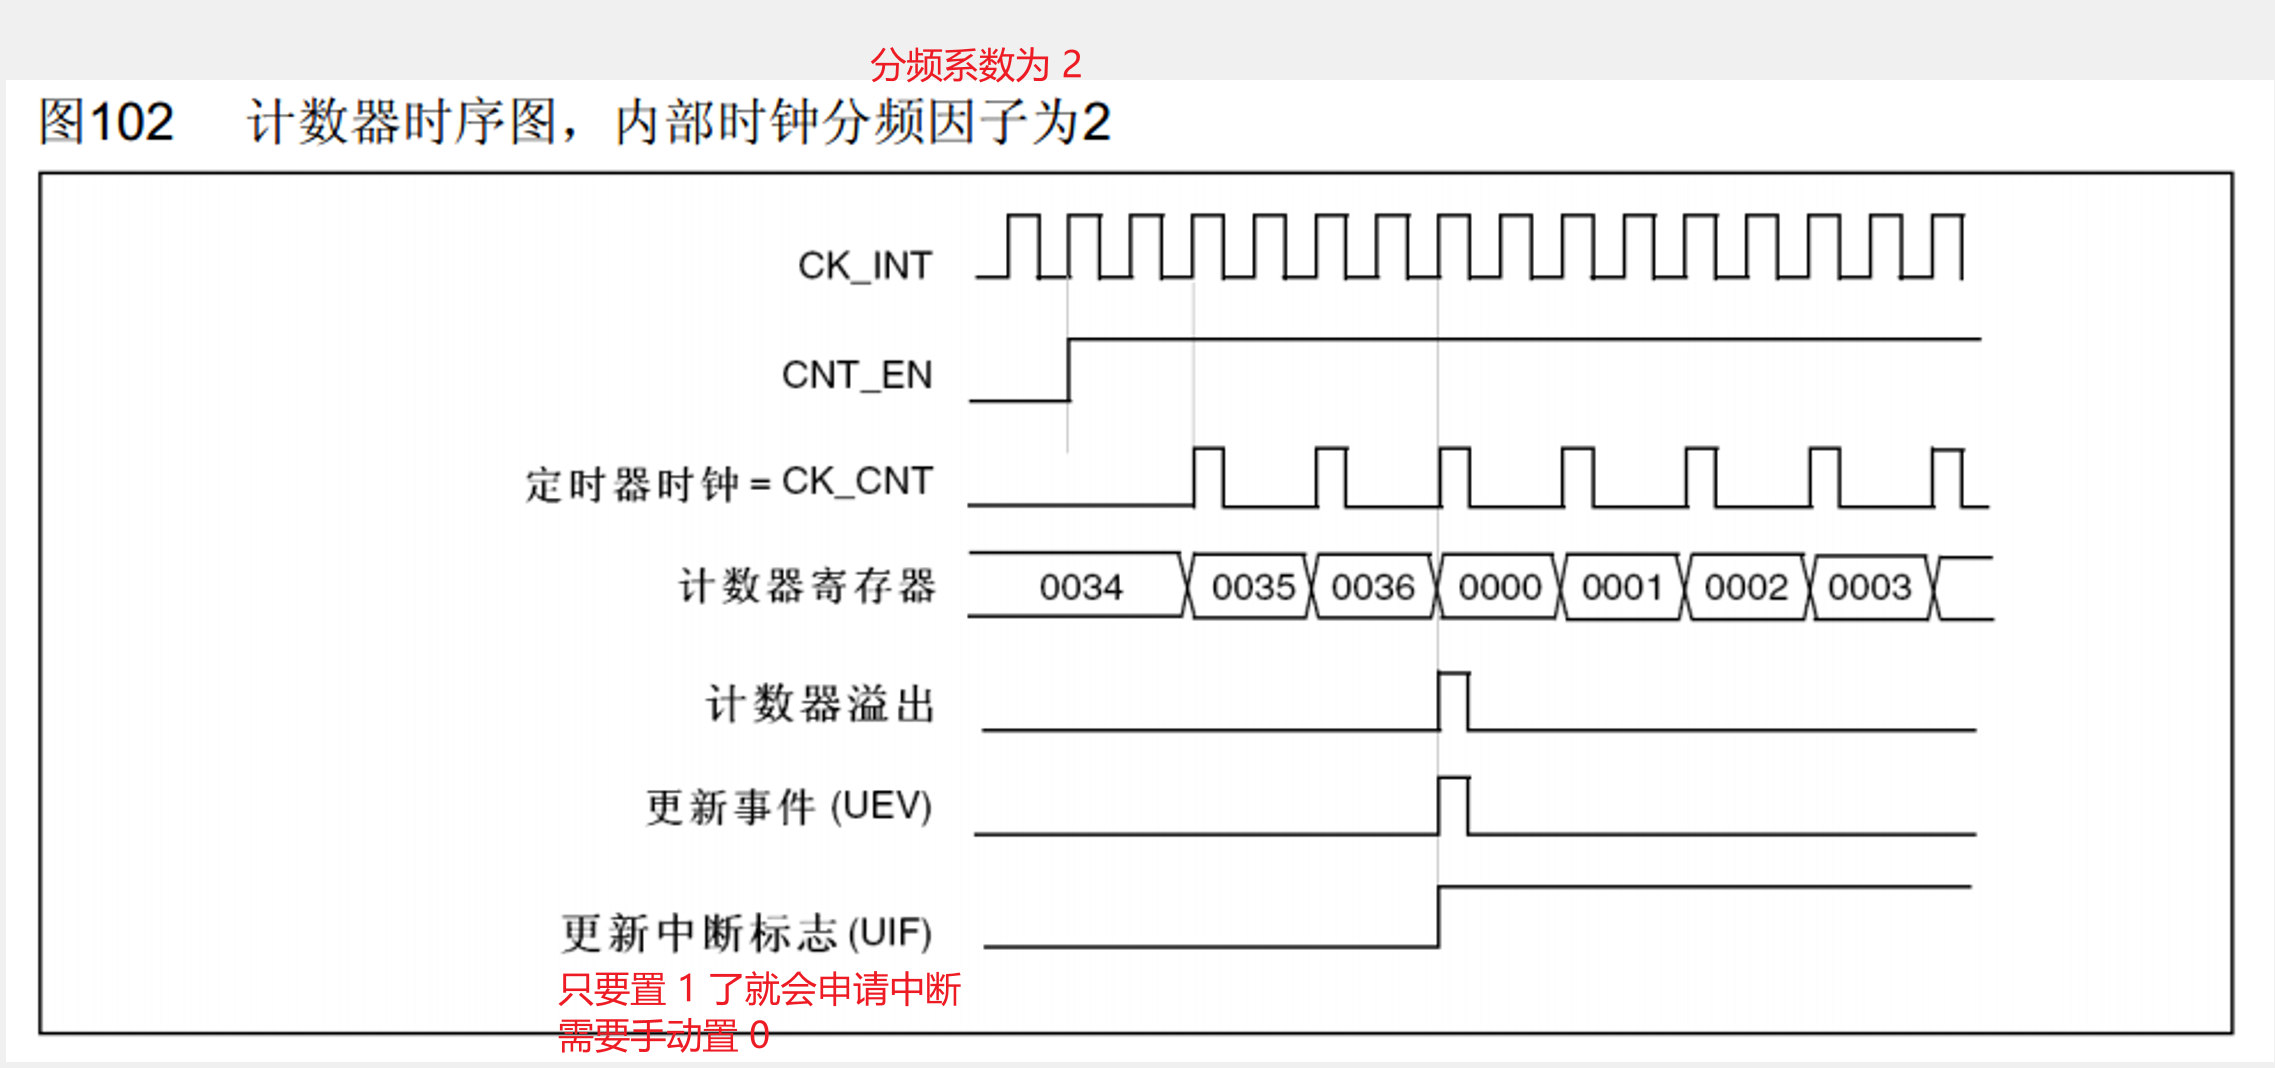 分频系数为 2
图102 计数器时序图，内部时钟分频因子为2
CK_INT
CNT_EN
定时器时钟 = CK_CNT
计数器寄存器 0034 0035 0036 0000 0001 0002 0003
计数器溢出
更新事件 (UEV)
更新中断标志 (UIF)
只要置 1 了就会申请中断
需要手动置 0